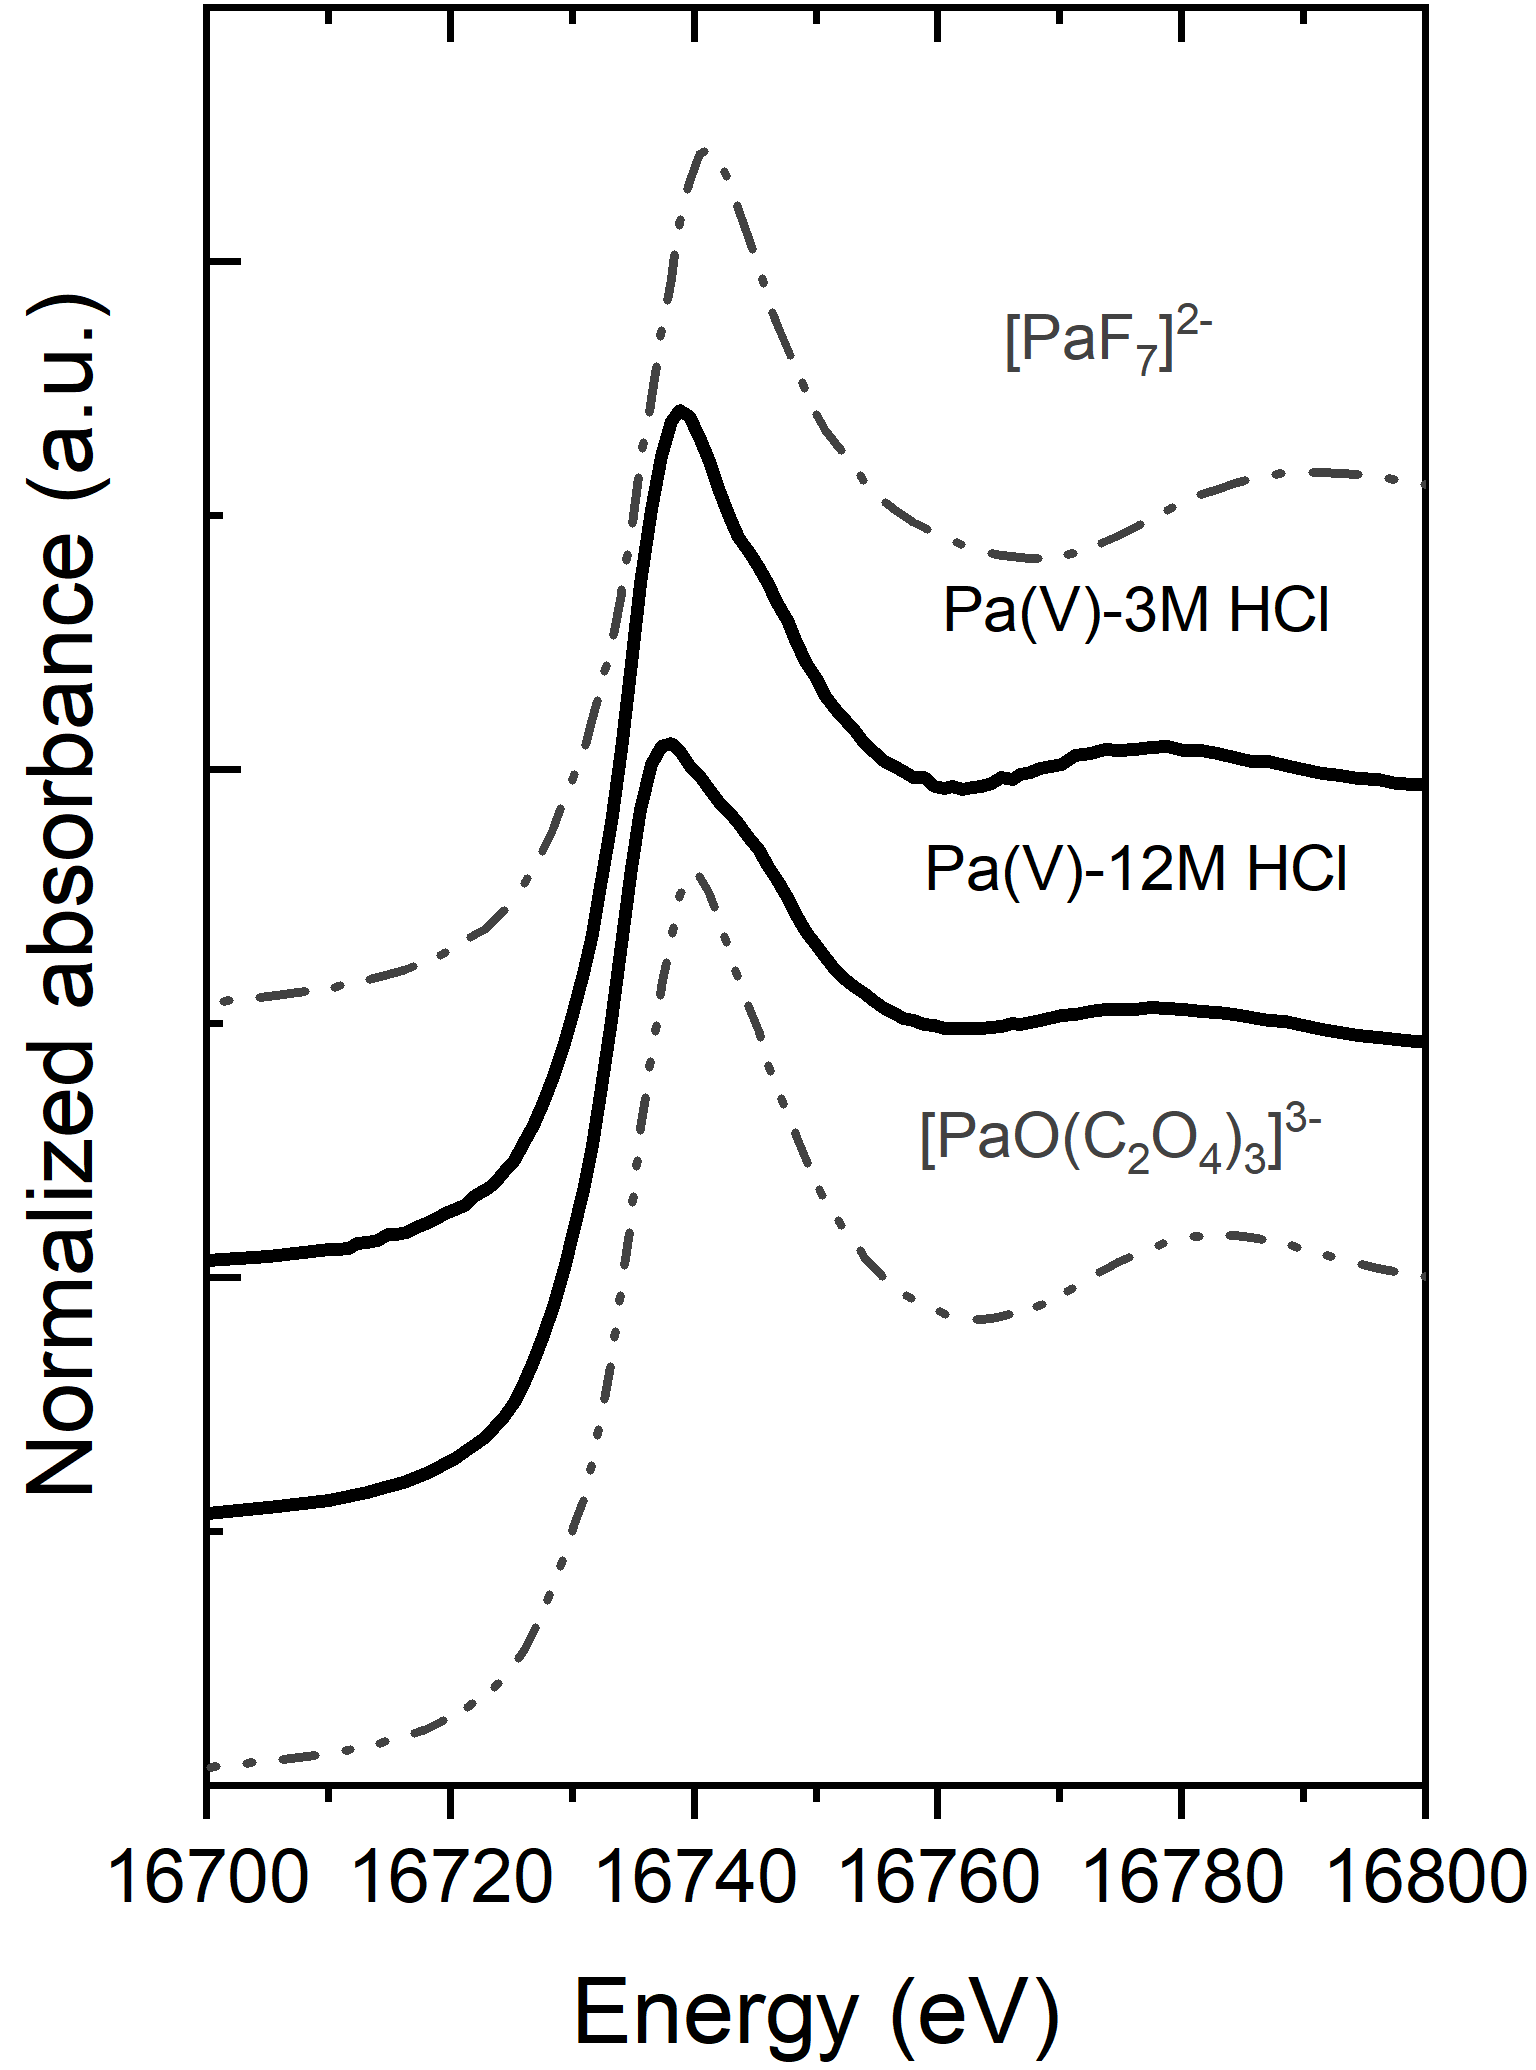 Normalized absorbance (a.u.)
[PaF₇]²⁻
Pa(V)-3M HCl
Pa(V)-12M HCl
[PaO(C₂O₄)₃]³⁻
16700 16720 16740 16760 16780 16800
Energy (eV)